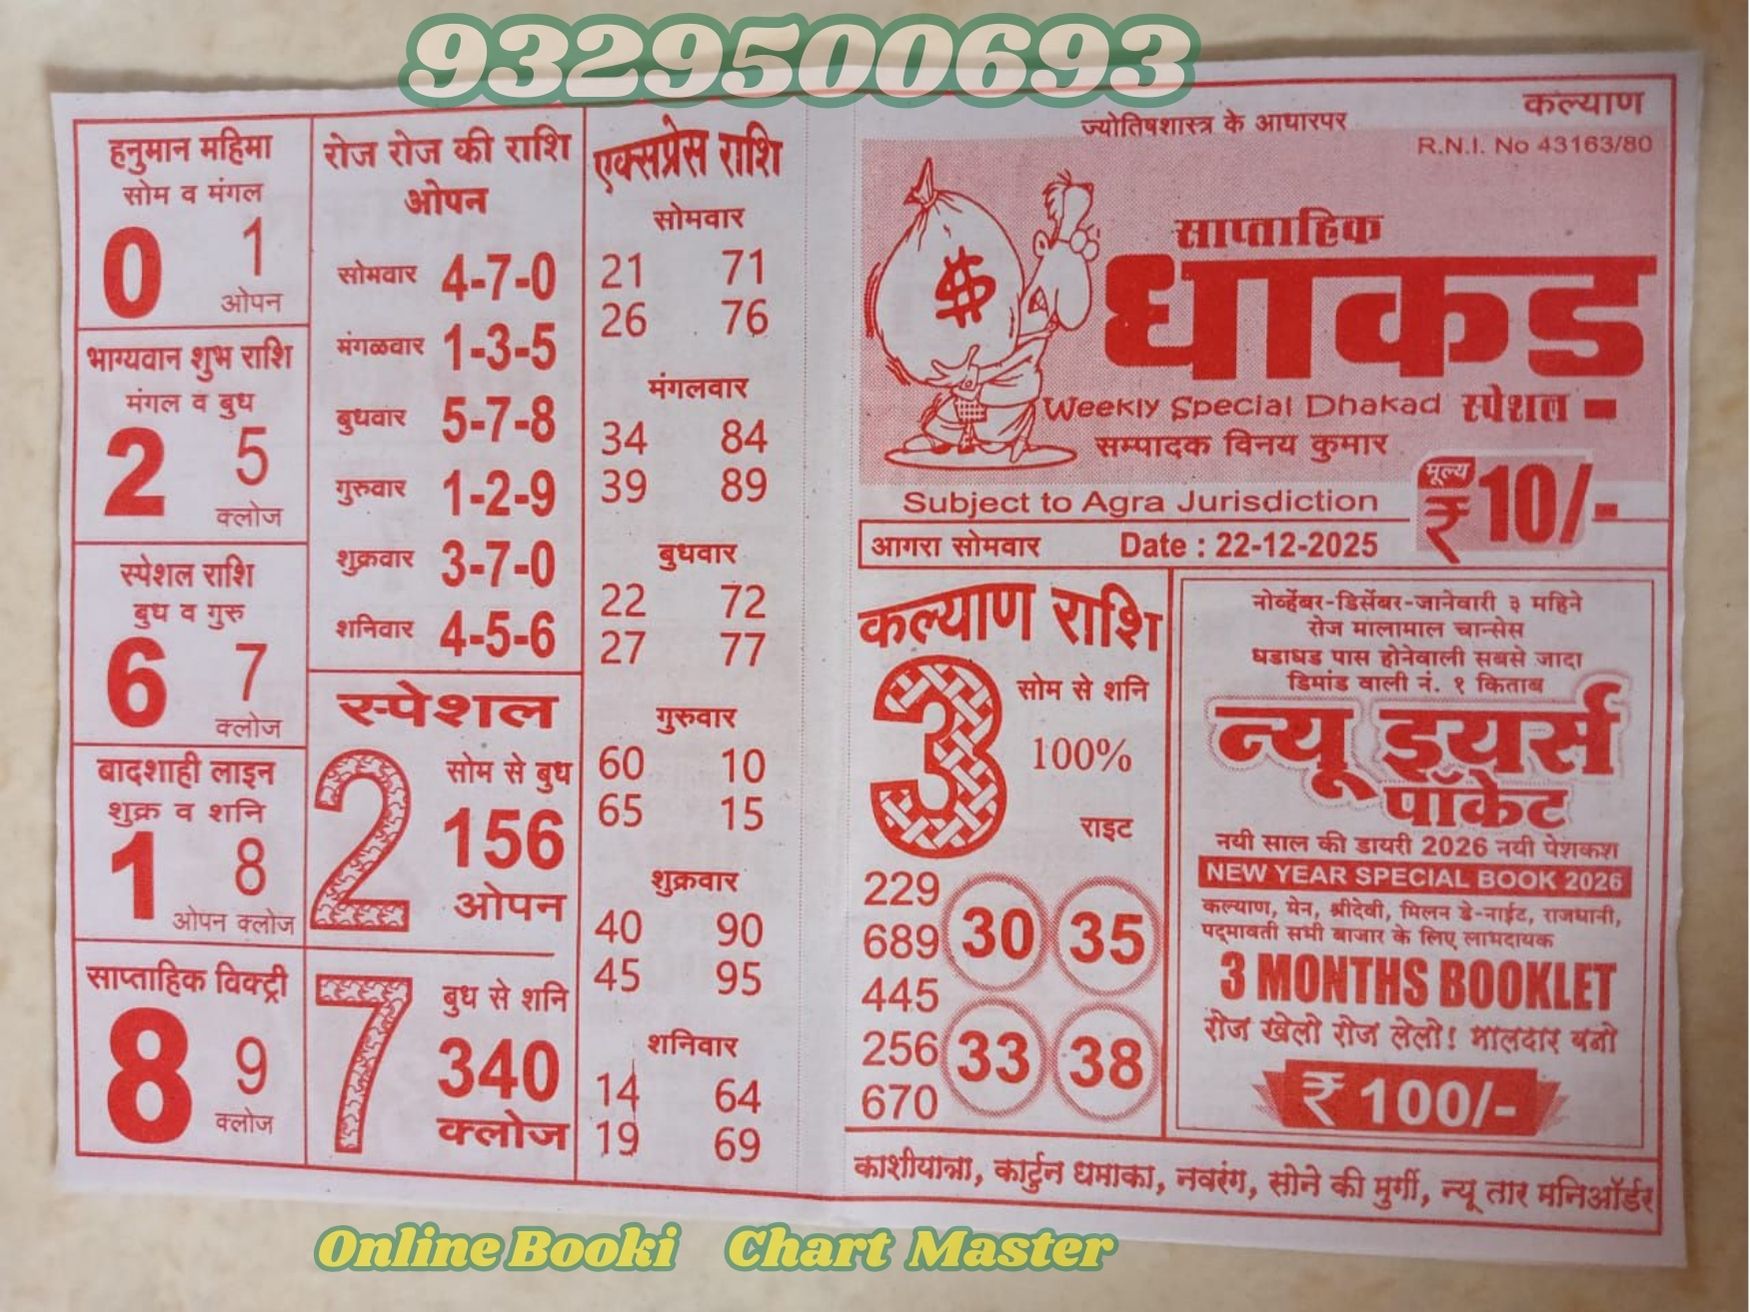 9329500693
हनुमान महिमा
सोम व मंगल
0 1
ओपन
भाग्यवान शुभ राशि
मंगल व बुध
2 5
क्लोज
स्पेशल राशि
बुध व गुरु
6 7
क्लोज
बादशाही लाइन
शुक्र व शनि
1 8
ओपन क्लोज
साप्ताहिक विक्ट्री
8 9
क्लोज
रोज रोज की राशि
ओपन
सोमवार 4-7-0
मंगळवार 1-3-5
बुधवार 5-7-8
गुरुवार 1-2-9
शुक्रवार 3-7-0
शनिवार 4-5-6
स्पेशल
2 सोम से बुध
156
ओपन
7 बुध से शनि
340
क्लोज
एक्सप्रेस राशि
सोमवार
21 71
26 76
मंगलवार
34 84
39 89
बुधवार
22 72
27 77
गुरुवार
60 10
65 15
शुक्रवार
40 90
45 95
शनिवार
14 64
19 69
कल्याण
ज्योतिषशास्त्र के आधारपर
R.N.I. No 43163/80
$
साप्ताहिक
धाकड
Weekly Special Dhakad स्पेशल -
सम्पादक विनय कुमार
मूल्य
₹10/-
Subject to Agra Jurisdiction
आगरा सोमवार Date : 22-12-2025
कल्याण राशि
3 सोम से शनि
100%
राइट
229
689 30 35
445
256 33 38
670
नोव्हेंबर-डिसेंबर-जानेवारी ३ महिने
रोज मालामाल चान्सेस
धडाधड पास होनेवाली सबसे जादा
डिमांड वाली नं. १ किताब
न्यू इयर्स
पॉकेट
नयी साल की डायरी 2026 नयी पेशकश
NEW YEAR SPECIAL BOOK 2026
कल्याण, मेन, श्रीदेवी, मिलन डे-नाईट, राजधानी,
पद्मावती सभी बाजार के लिए लाभदायक
3 MONTHS BOOKLET
रोज खेलो रोज लेलो! मालदार बनो
₹ 100/-
काशीयात्रा, कार्टुन धमाका, नवरंग, सोने की मुर्गी, न्यू तार मनिऑर्डर
Online Booki Chart Master